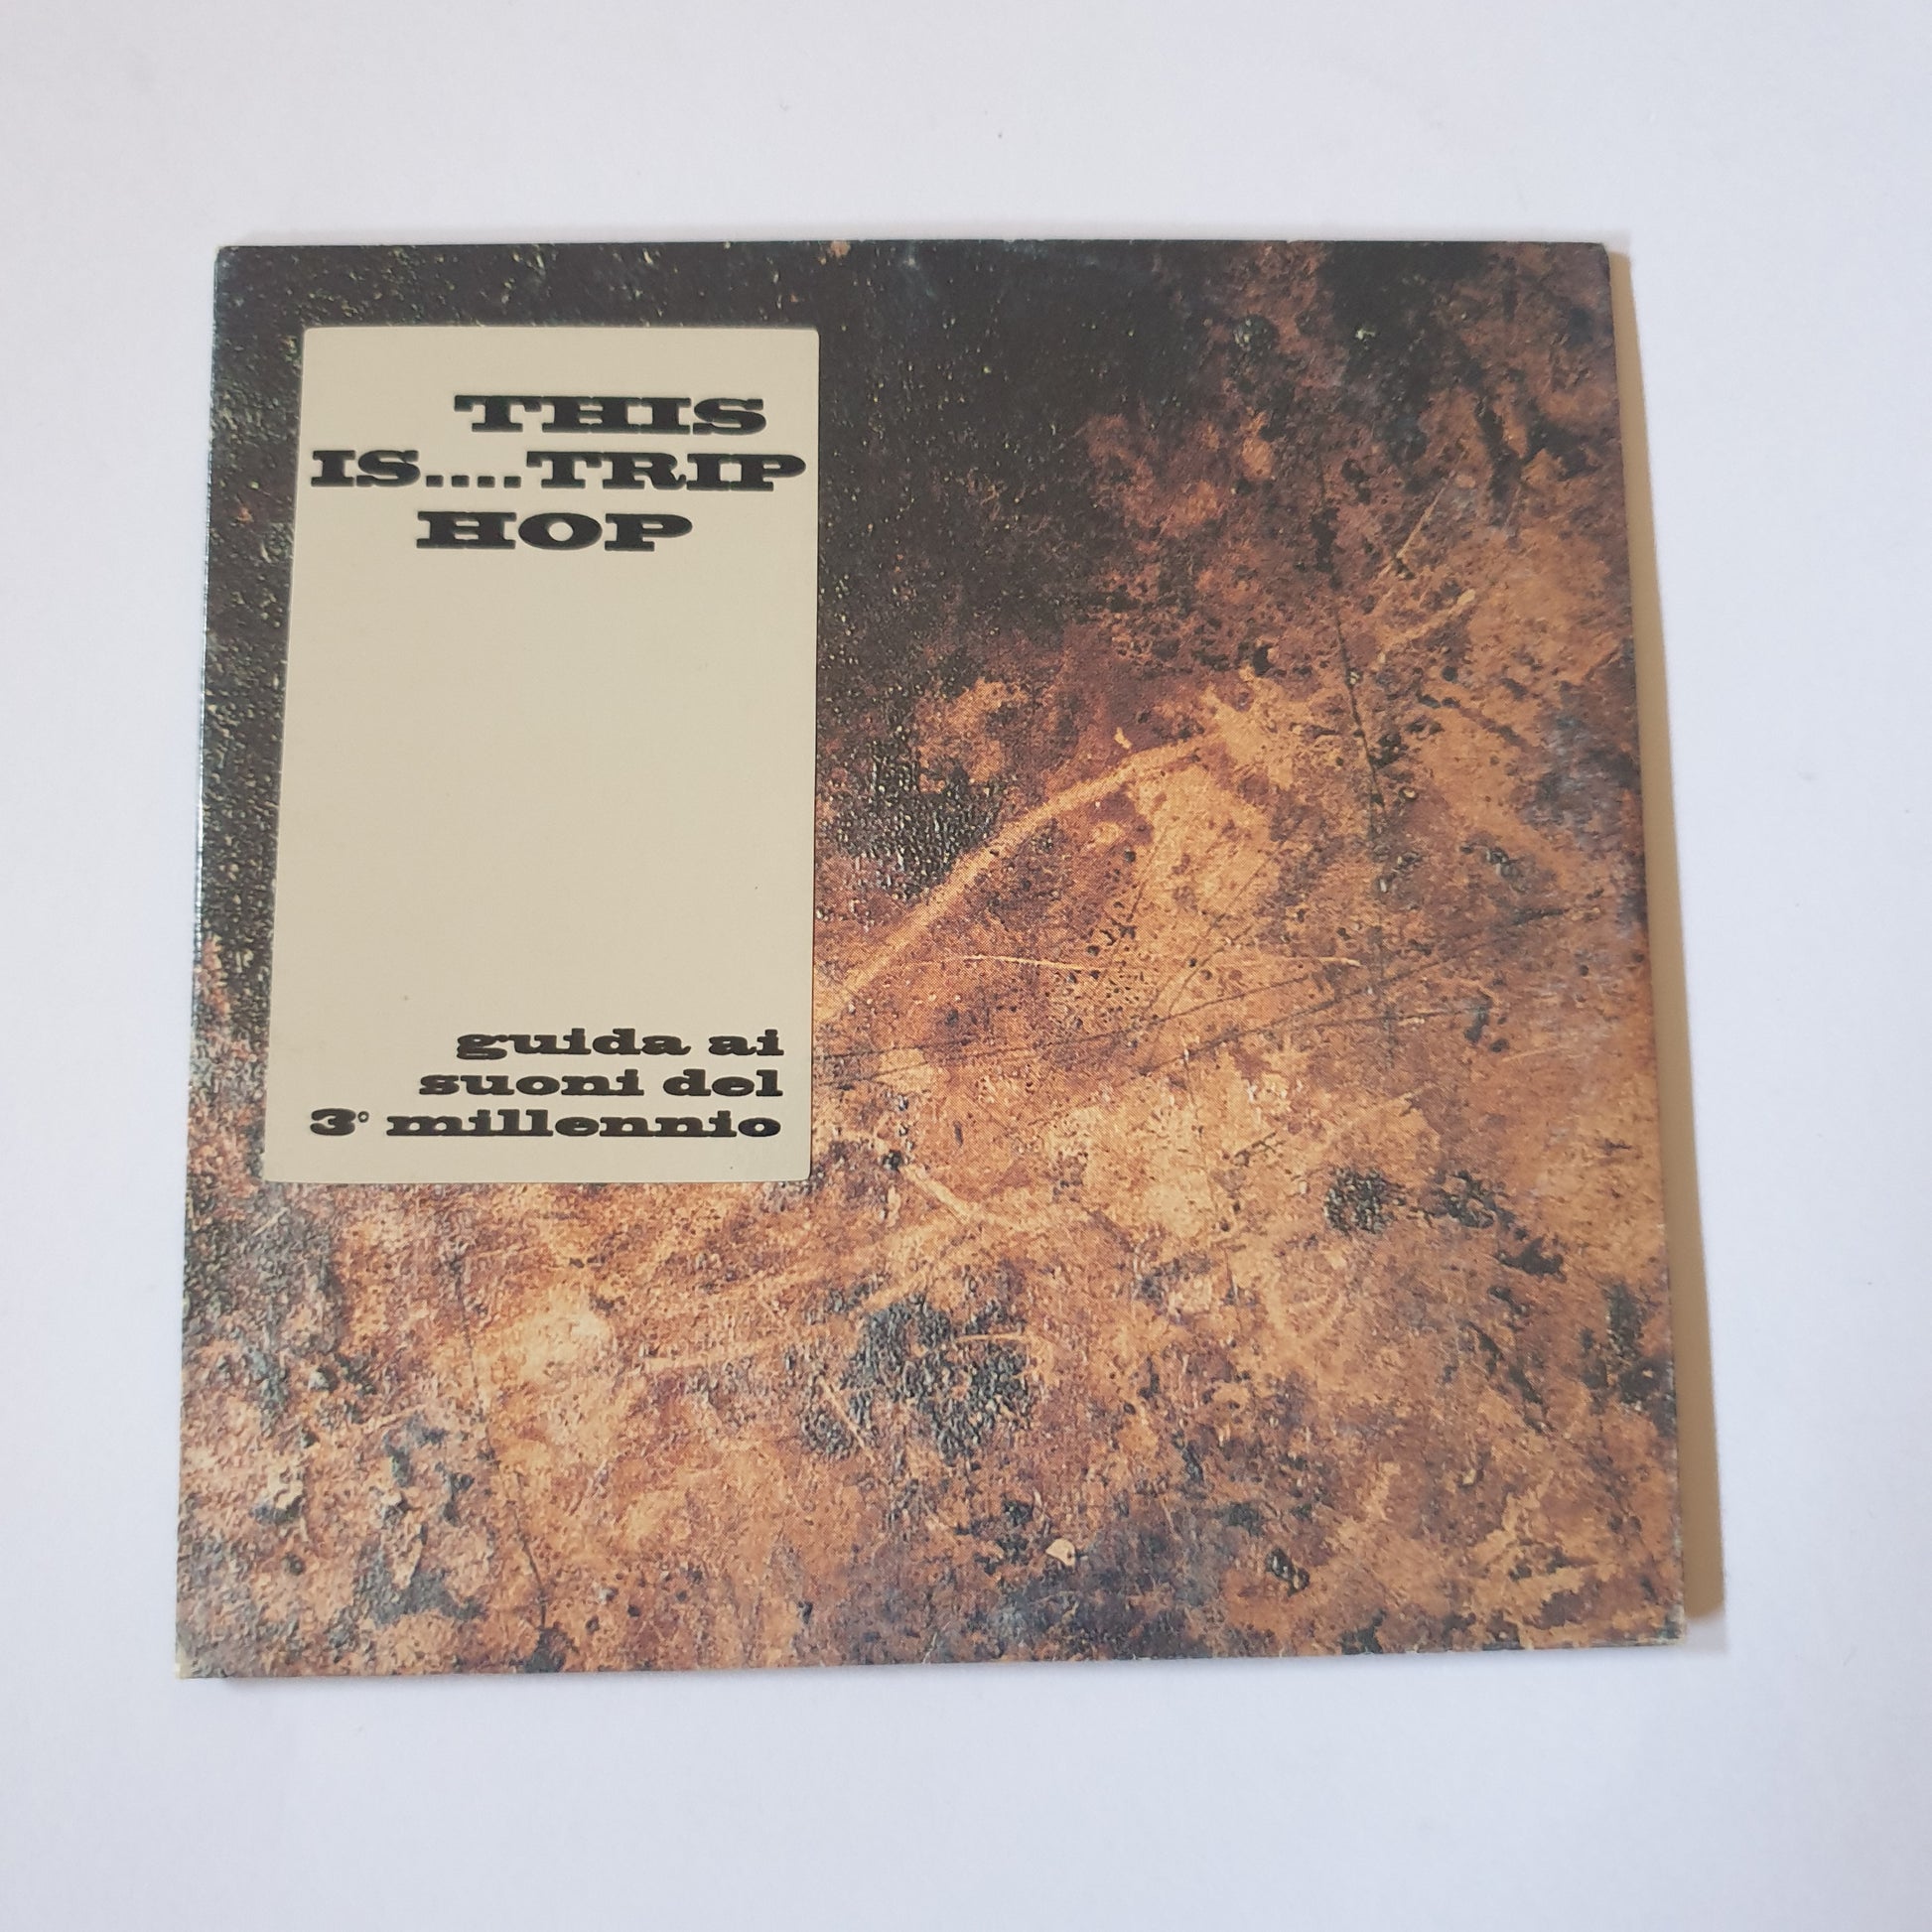 THIS
IS....TRIP
HOP
guida ai
suoni del
3° millennio